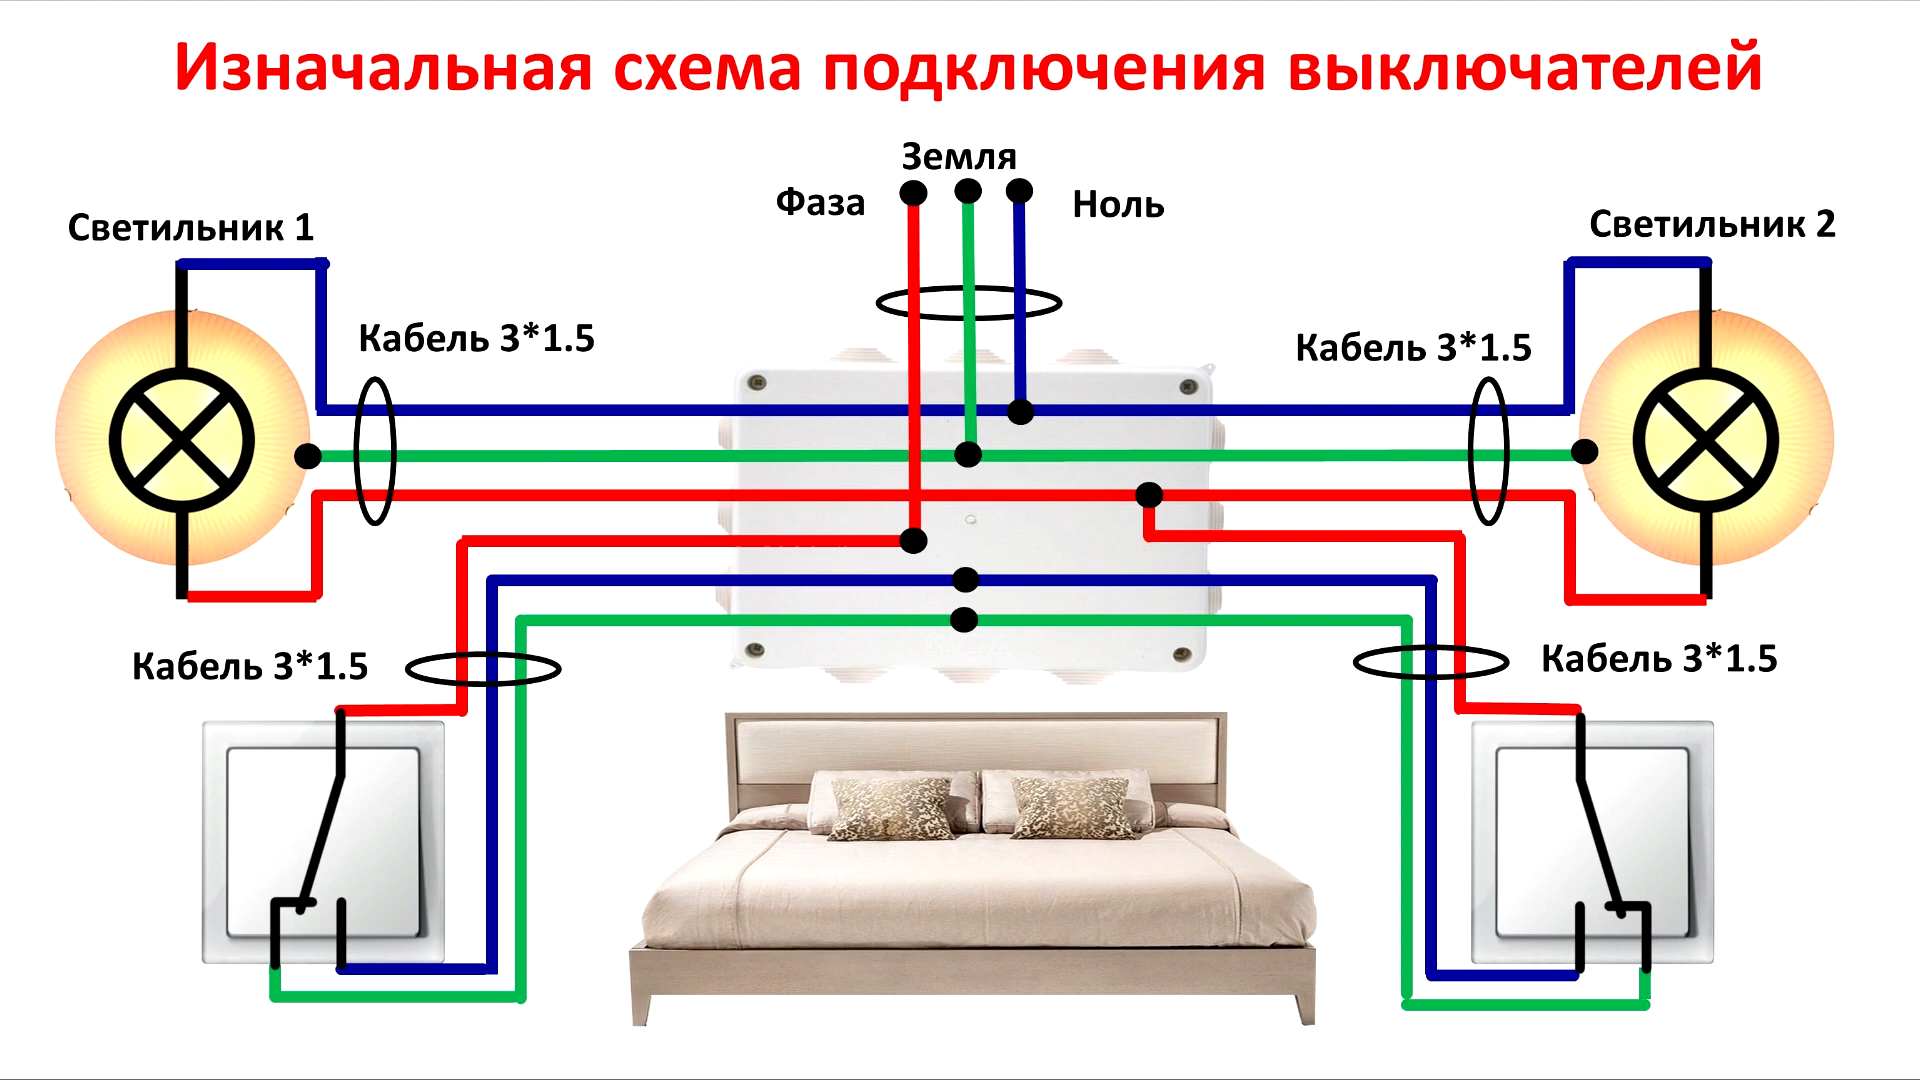 Изначальная схема подключения выключателей
Земля
Фаза
Ноль
Светильник 1
Светильник 2
Кабель 3*1.5
Кабель 3*1.5
Кабель 3*1.5
Кабель 3*1.5